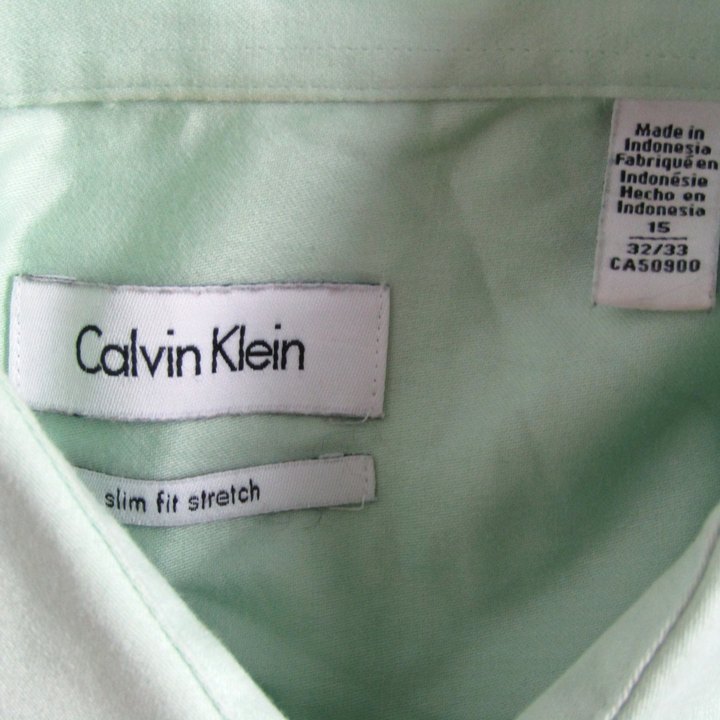 Calvin Klein
slim fit stretch
Made in
Indonesia
Fabriqué en
Indonésie
Hecho en
Indonesia
15
32/33
CA50900